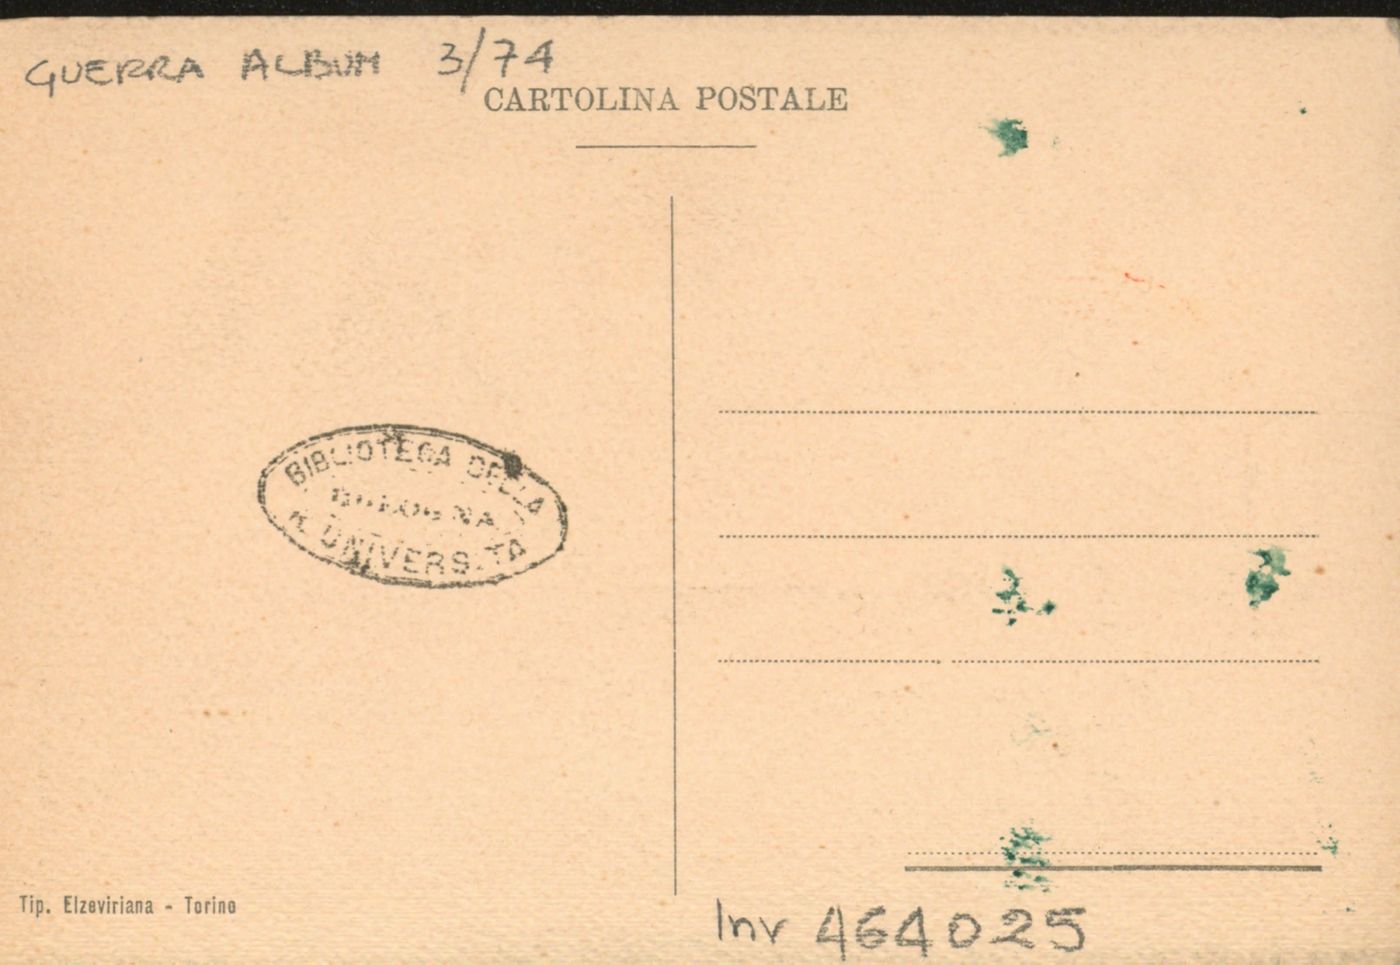 GUERRA ALBUM 3/74
CARTOLINA POSTALE
BIBLIOTECA DELLA
BOLOGNA
R. UNIVERSITA
Tip. Elzeviriana - Torino
Inv 464025